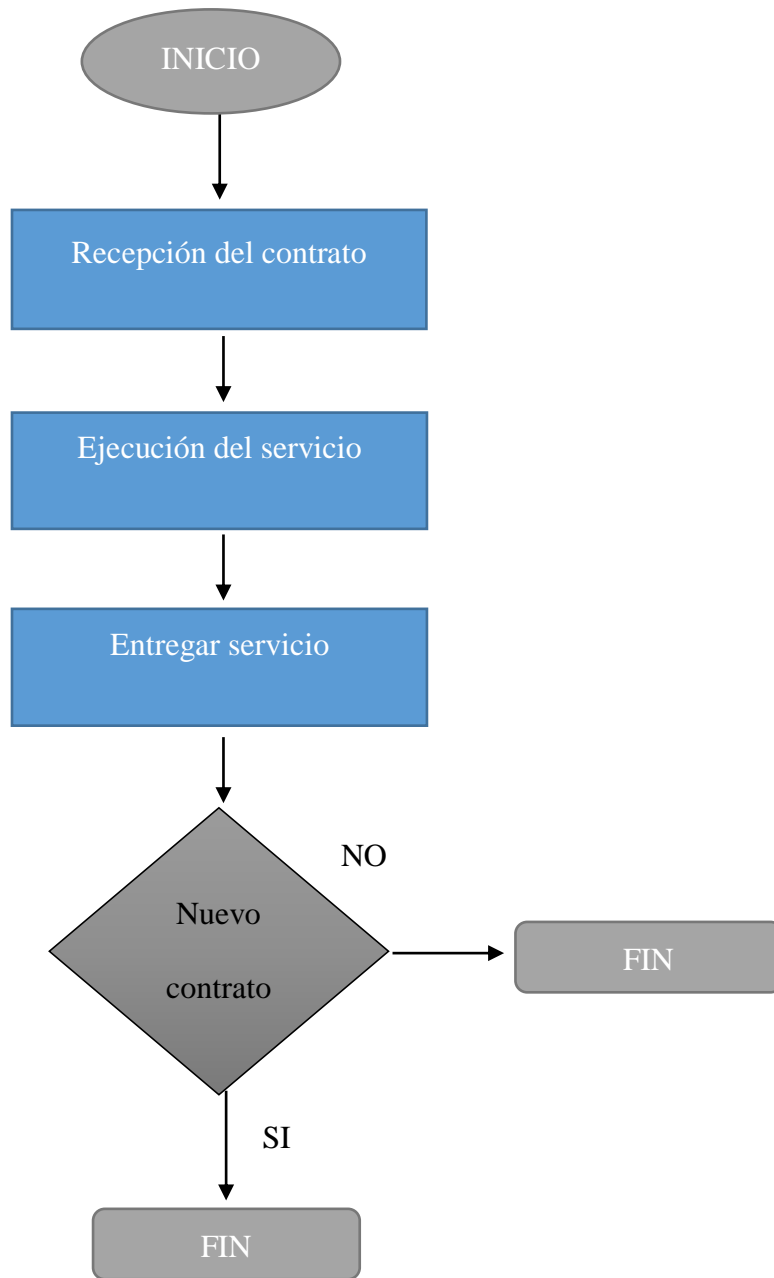 INICIO
Recepción del contrato
Ejecución del servicio
Entregar servicio
NO
Nuevo
contrato
FIN
SI
FIN